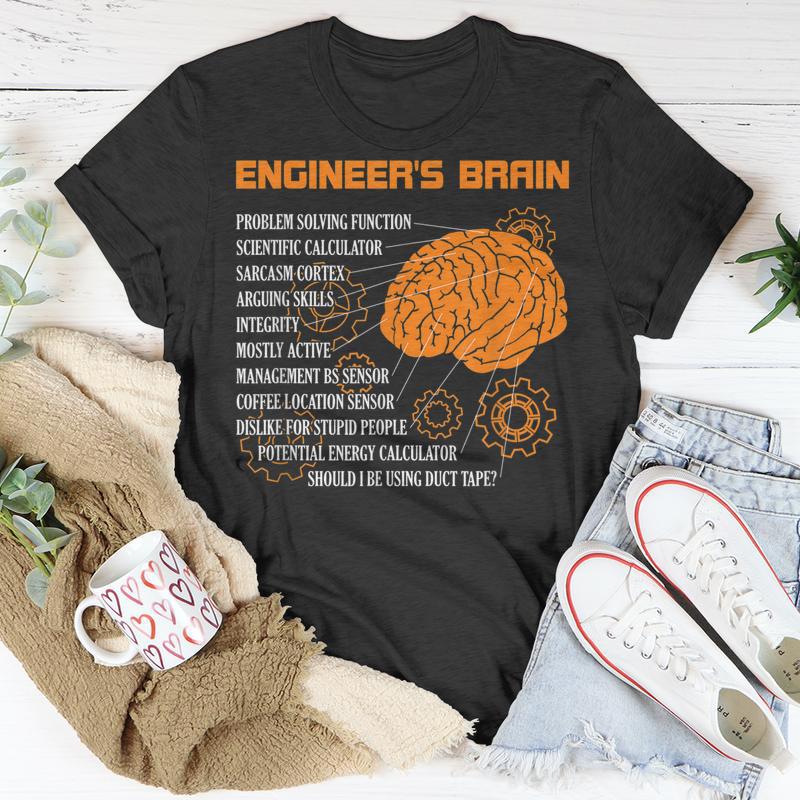 ENGINEER'S BRAIN
PROBLEM SOLVING FUNCTION
SCIENTIFIC CALCULATOR
SARCASM CORTEX
ARGUING SKILLS
INTEGRITY
MOSTLY ACTIVE
MANAGEMENT BS SENSOR
COFFEE LOCATION SENSOR
DISLIKE FOR STUPID PEOPLE
POTENTIAL ENERGY CALCULATOR
SHOULD I BE USING DUCT TAPE?